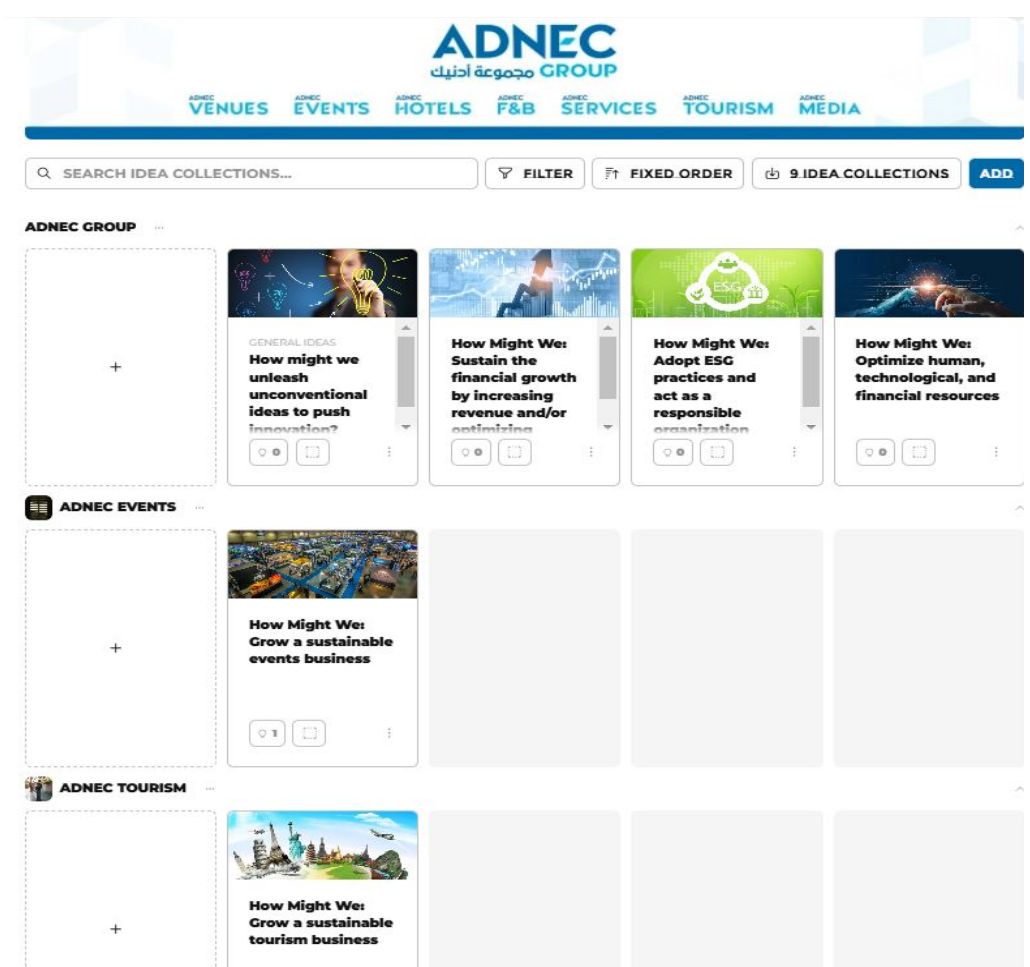 ADNEC
مجموعة أدنيك GROUP
ADNEC VENUES ADNEC EVENTS ADNEC HOTELS ADNEC F&B ADNEC SERVICES ADNEC TOURISM ADNEC MEDIA
SEARCH IDEA COLLECTIONS... FILTER FIXED ORDER 9 IDEA COLLECTIONS ADD
ADNEC GROUP ...
+
ESG
GENERAL IDEAS
How might we
unleash
unconventional
ideas to push
innovation?
0
How Might We:
Sustain the
financial growth
by increasing
revenue and/or
optimizing
0
How Might We:
Adopt ESG
practices and
act as a
responsible
organization
0
How Might We:
Optimize human,
technological, and
financial resources
0
ADNEC EVENTS ...
+
How Might We:
Grow a sustainable
events business
1
ADNEC TOURISM ...
+
How Might We:
Grow a sustainable
tourism business